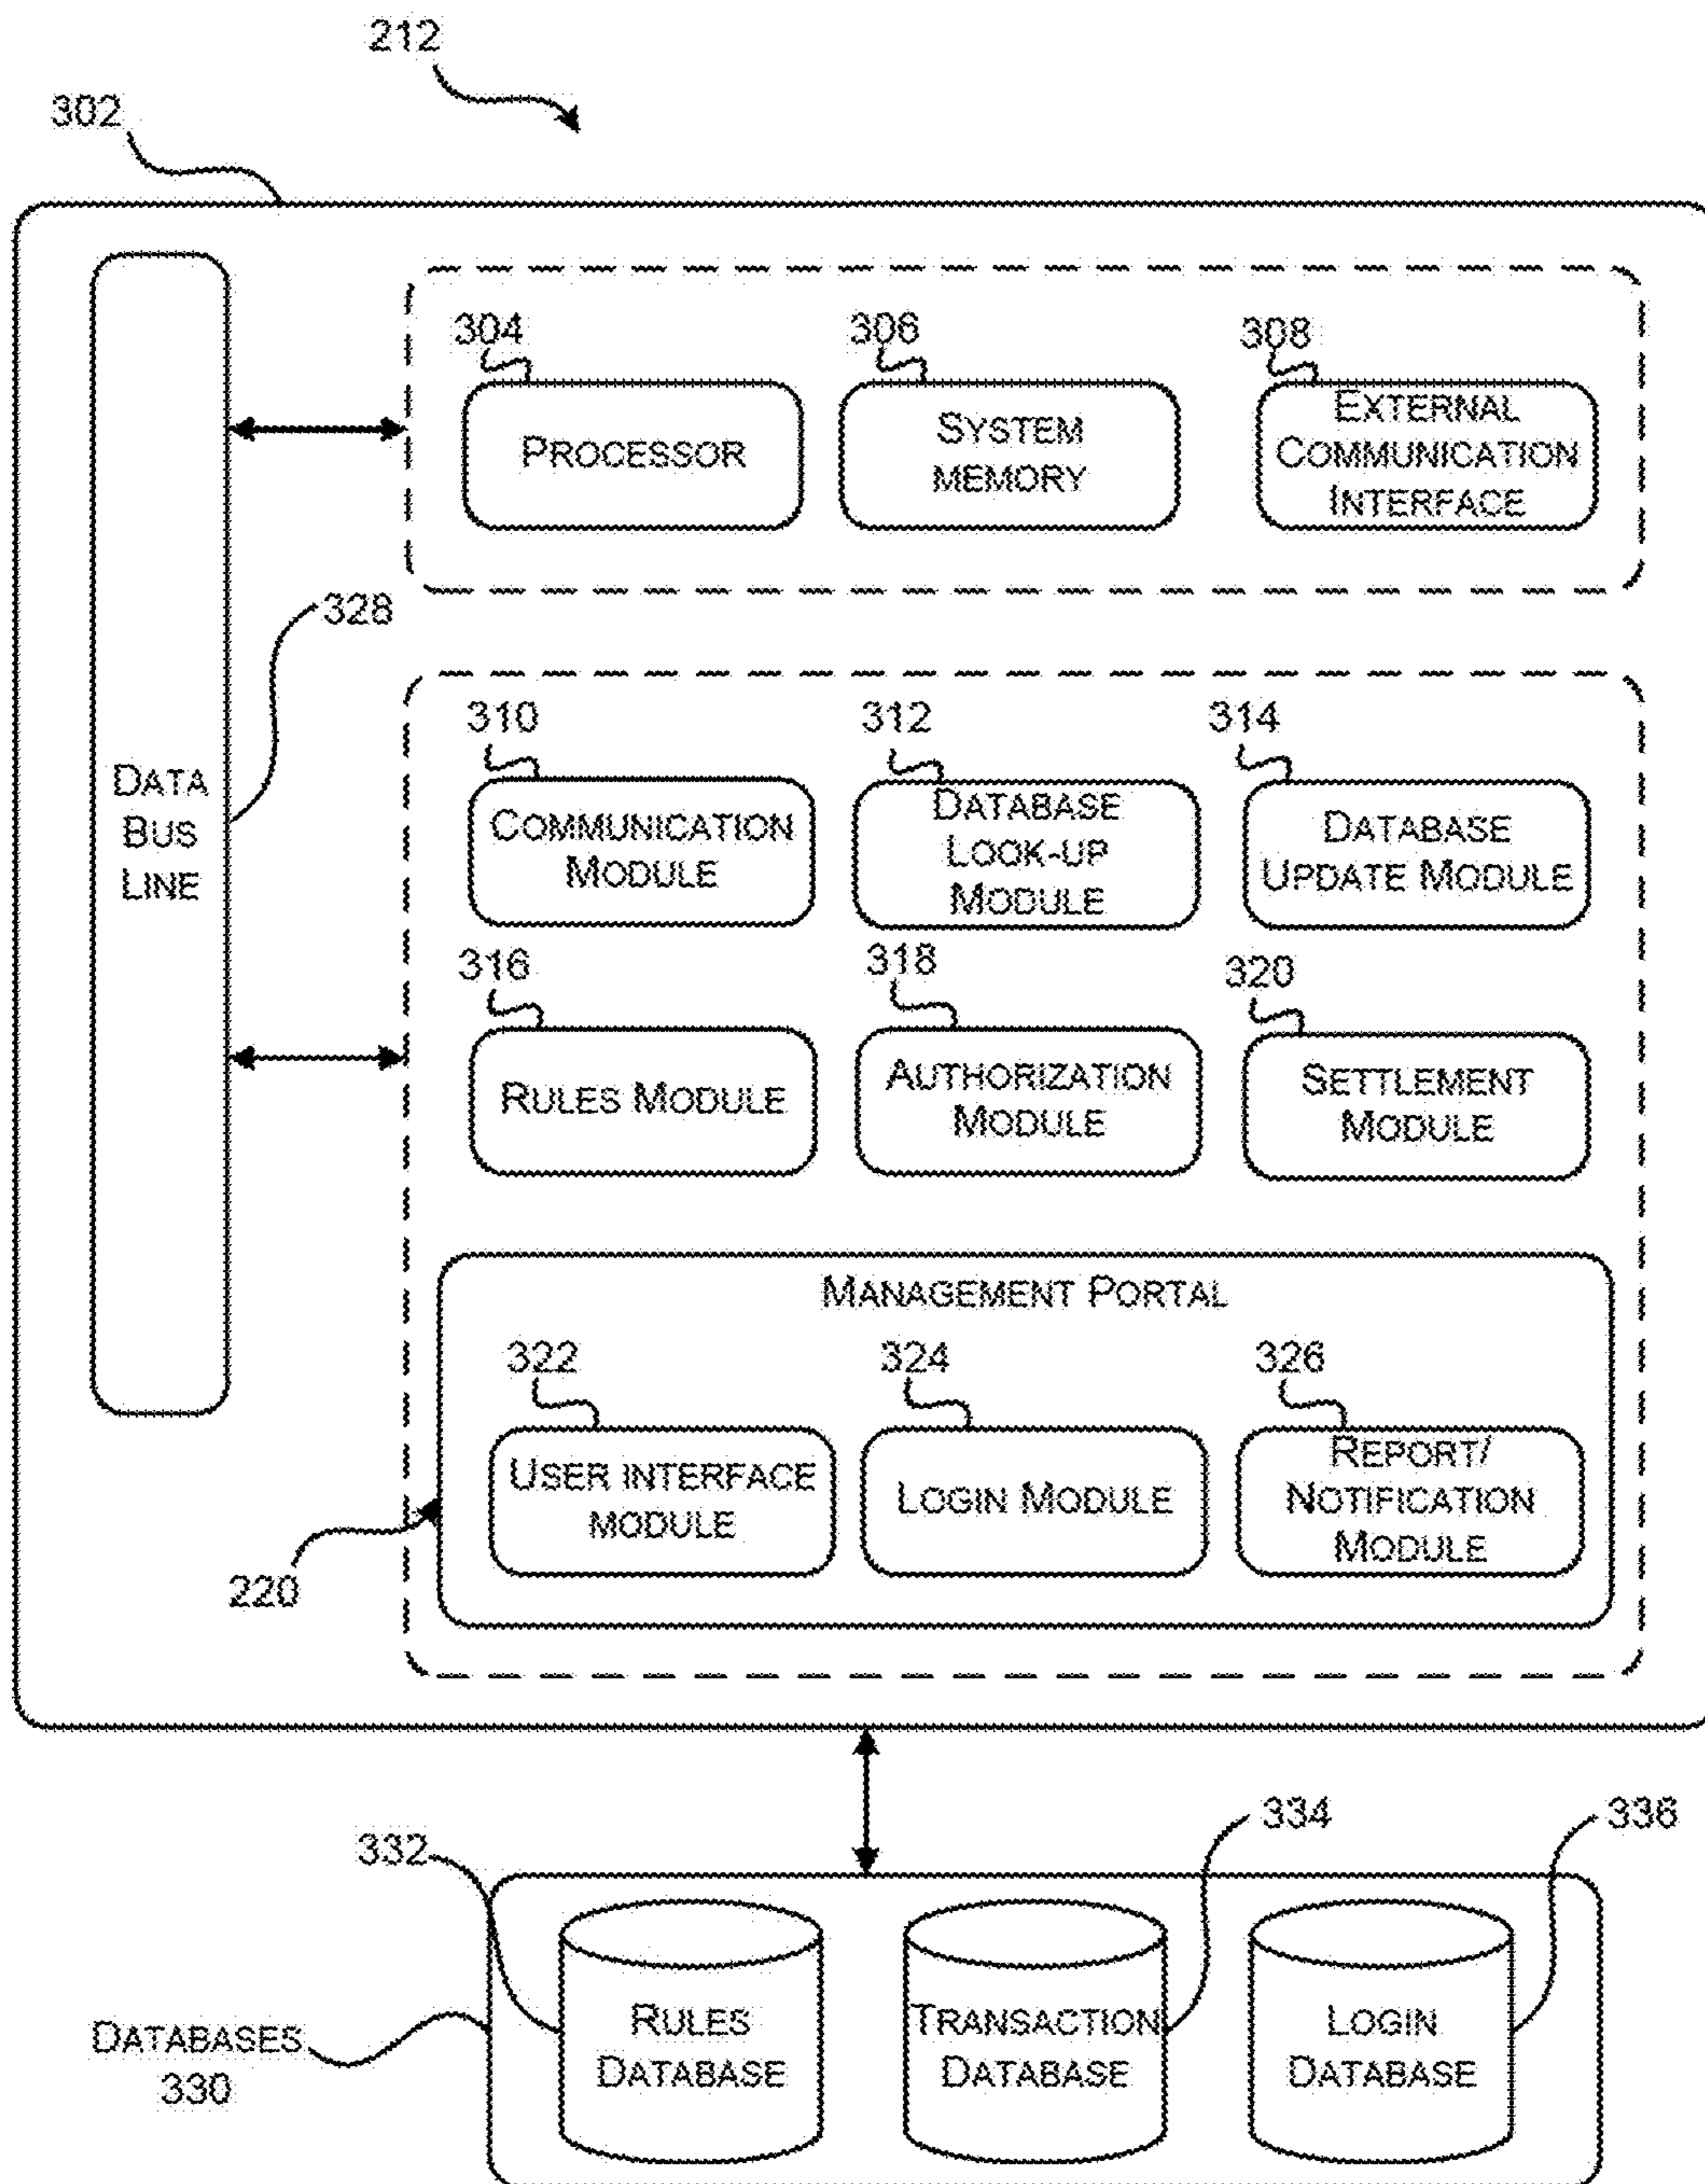 212
302
304
306
308
PROCESSOR
SYSTEM
MEMORY
EXTERNAL
COMMUNICATION
INTERFACE
328
DATA
BUS
LINE
310
312
314
COMMUNICATION
MODULE
DATABASE
LOOK-UP
MODULE
DATABASE
UPDATE MODULE
316
318
320
RULES MODULE
AUTHORIZATION
MODULE
SETTLEMENT
MODULE
MANAGEMENT PORTAL
322
324
326
USER INTERFACE
MODULE
LOGIN MODULE
REPORT/
NOTIFICATION
MODULE
220
332
334
336
DATABASES
330
RULES
DATABASE
TRANSACTION
DATABASE
LOGIN
DATABASE